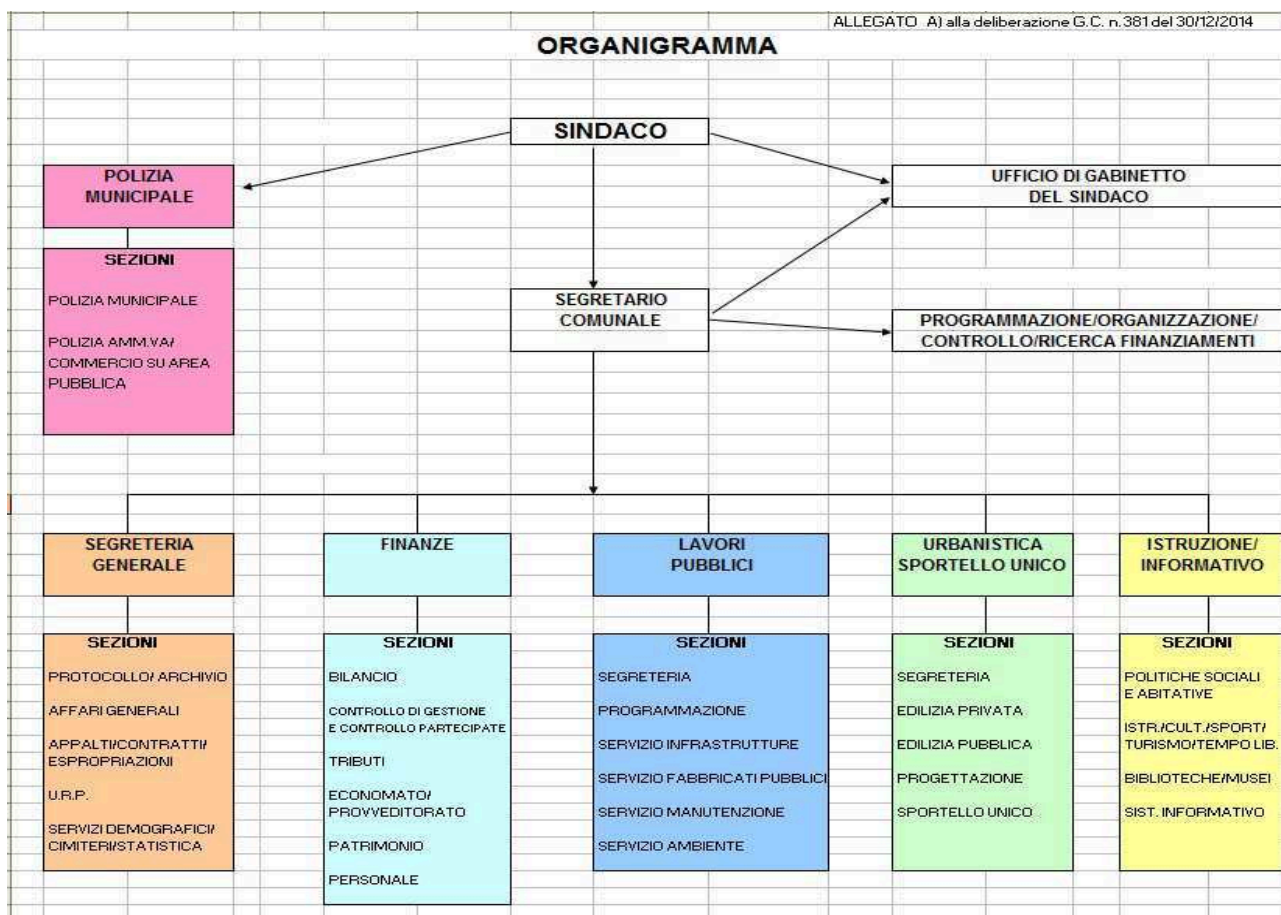 ALLEGATO A) alla deliberazione G.C. n.381 del 30/12/2014
ORGANIGRAMMA
SINDACO
POLIZIA
MUNICIPALE
UFFICIO DI GABINETTO
DEL SINDACO
SEZIONI
POLIZIA MUNICIPALE
POLIZIA AMM.VA/
COMMERCIO SU AREA
PUBBLICA
SEGRETARIO
COMUNALE
PROGRAMMAZIONE/ORGANIZZAZIONE/
CONTROLLO/RICERCA FINANZIAMENTI
SEGRETERIA
GENERALE
SEZIONI
PROTOCOLLO/ ARCHIVIO
AFFARI GENERALI
APPALTI/CONTRATTI/
ESPROPRIAZIONI
U.R.P.
SERVIZI DEMOGRAFICI/
CIMITERI/STATISTICA
FINANZE
SEZIONI
BILANCIO
CONTROLLO DI GESTIONE
E CONTROLLO PARTECIPATE
TRIBUTI
ECONOMATO/
PROVVEDITORATO
PATRIMONIO
PERSONALE
LAVORI
PUBBLICI
SEZIONI
SEGRETERIA
PROGRAMMAZIONE
SERVIZIO INFRASTRUTTURE
SERVIZIO FABBRICATI PUBBLICI
SERVIZIO MANUTENZIONE
SERVIZIO AMBIENTE
URBANISTICA
SPORTELLO UNICO
SEZIONI
SEGRETERIA
EDILIZIA PRIVATA
EDILIZIA PUBBLICA
PROGETTAZIONE
SPORTELLO UNICO
ISTRUZIONE/
INFORMATIVO
SEZIONI
POLITICHE SOCIALI
E ABITATIVE
ISTR./CULT./SPORT/
TURISMO/TEMPO LIB.
BIBLIOTECHE/MUSEI
SIST. INFORMATIVO